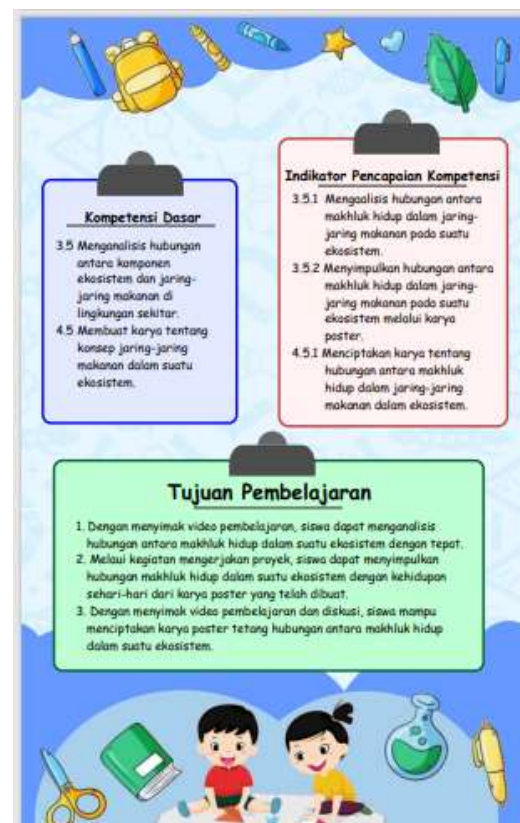 Kompetensi Dasar
3.5 Menganalisis hubungan
antara komponen
ekosistem dan jaring-
jaring makanan di
lingkungan sekitar.
4.5 Membuat karya tentang
konsep jaring-jaring
makanan dalam suatu
ekosistem.
Indikator Pencapaian Kompetensi
3.5.1 Mengaalisis hubungan antara
makhluk hidup dalam jaring-
jaring makanan pada suatu
ekosistem.
3.5.2 Menyimpulkan hubungan antara
makhluk hidup dalam jaring-
jaring makanan pada suatu
ekosistem melalui karya
poster.
4.5.1 Menciptakan karya tentang
hubungan antara makhluk
hidup dalam jaring-jaring
makanan dalam ekosistem.
Tujuan Pembelajaran
1. Dengan menyimak video pembelajaran, siswa dapat menganalisis
hubungan antara makhluk hidup dalam suatu ekosistem dengan tepat.
2. Melaui kegiatan mengerjakan proyek, siswa dapat menyimpulkan
hubungan makhluk hidup dalam suatu ekosistem dengan kehidupan
sehari-hari dari karya poster yang telah dibuat.
3. Dengan menyimak video pembelajaran dan diskusi, siswa mampu
menciptakan karya poster tetang hubungan antara makhluk hidup
dalam suatu ekosistem.